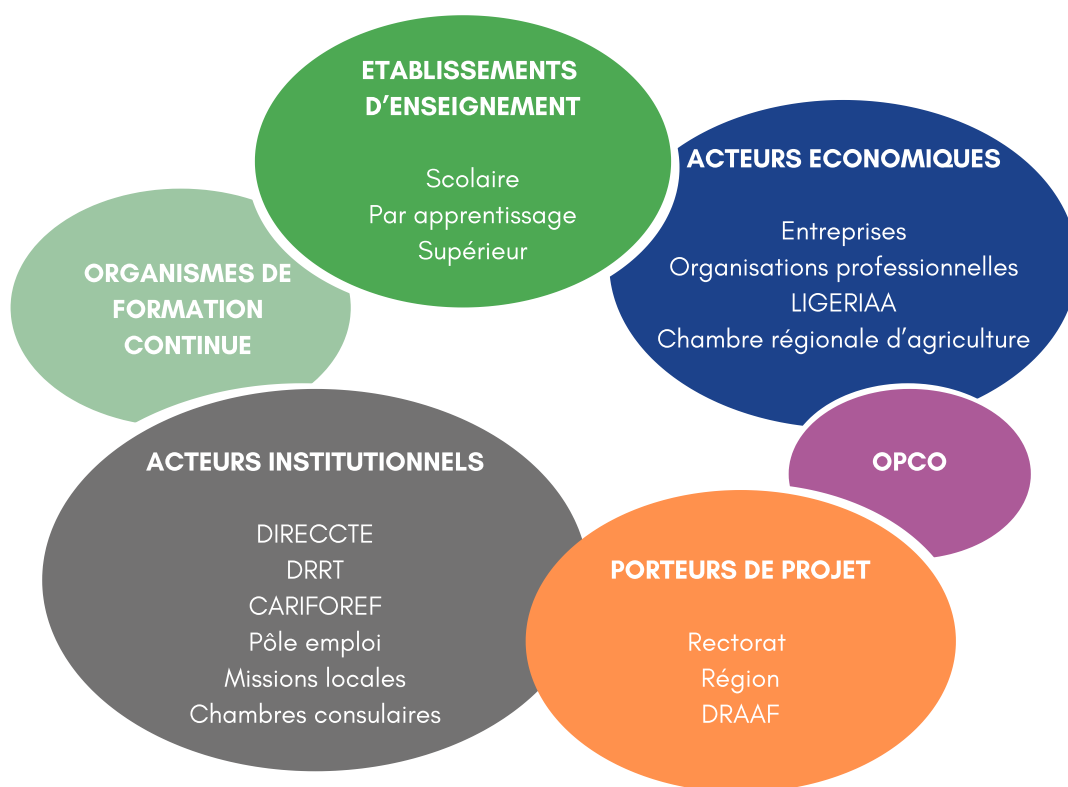 ETABLISSEMENTS
D’ENSEIGNEMENT
Scolaire
Par apprentissage
Supérieur
ACTEURS ECONOMIQUES
Entreprises
Organisations professionnelles
LIGERIAA
Chambre régionale d’agriculture
ORGANISMES DE
FORMATION
CONTINUE
ACTEURS INSTITUTIONNELS
DIRECCTE
DRRT
CARIFOREF
Pôle emploi
Missions locales
Chambres consulaires
OPCO
PORTEURS DE PROJET
Rectorat
Région
DRAAF